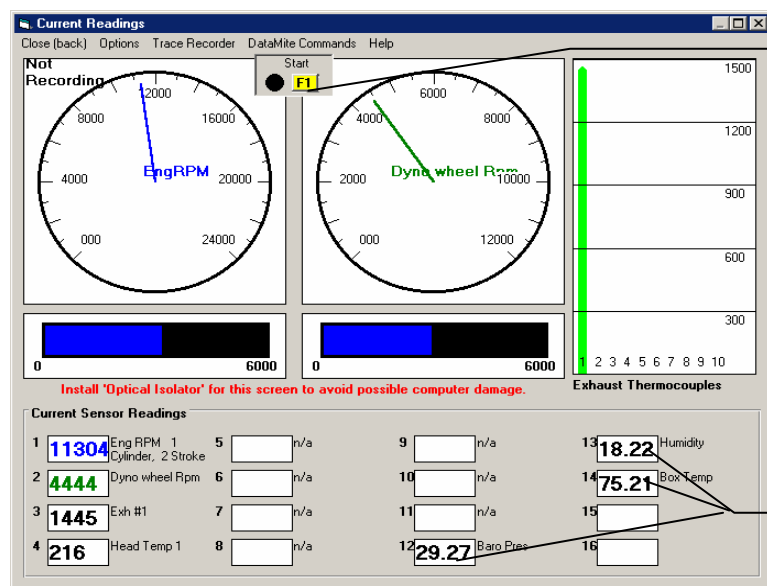 Current Readings
Close (back) Options Trace Recorder DataMite Commands Help
Not
Recording
Start
F1
12000
8000
16000
EngRPM
4000
20000
000
24000
6000
4000
8000
Dyno wheel Rpm
2000
10000
000
12000
1500
1200
900
600
300
1 2 3 4 5 6 7 8 9 10
Exhaust Thermocouples
0 6000
0 6000
Install 'Optical Isolator' for this screen to avoid possible computer damage.
Current Sensor Readings
1 11304 Eng RPM 1
Cylinder, 2 Stroke
2 4444 Dyno wheel Rpm
3 1445 Exh #1
4 216 Head Temp 1
5 n/a
6 n/a
7 n/a
8 n/a
9 n/a
10 n/a
11 n/a
12 29.27 Baro Pres
13 18.22 Humidity
14 75.21 Box Temp
15
16